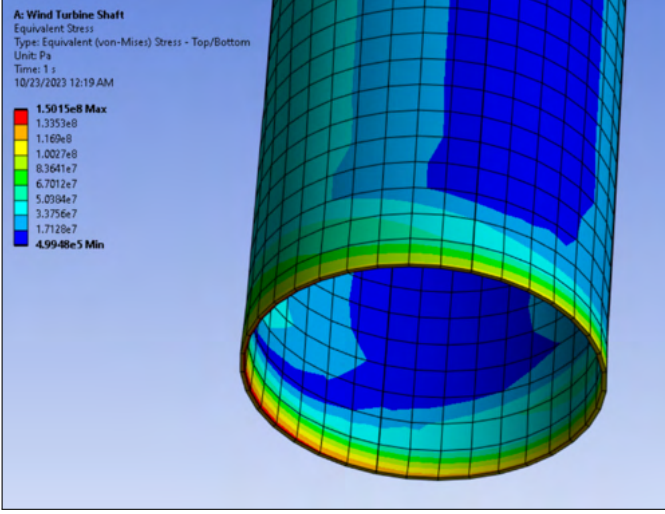 A: Wind Turbine Shaft
Equivalent Stress
Type: Equivalent (von-Mises) Stress - Top/Bottom
Unit: Pa
Time: 1 s
10/23/2023 12:19 AM
1.5015e8 Max
1.3353e8
1.169e8
1.0027e8
8.3641e7
6.7012e7
5.0384e7
3.3756e7
1.7128e7
4.9948e5 Min